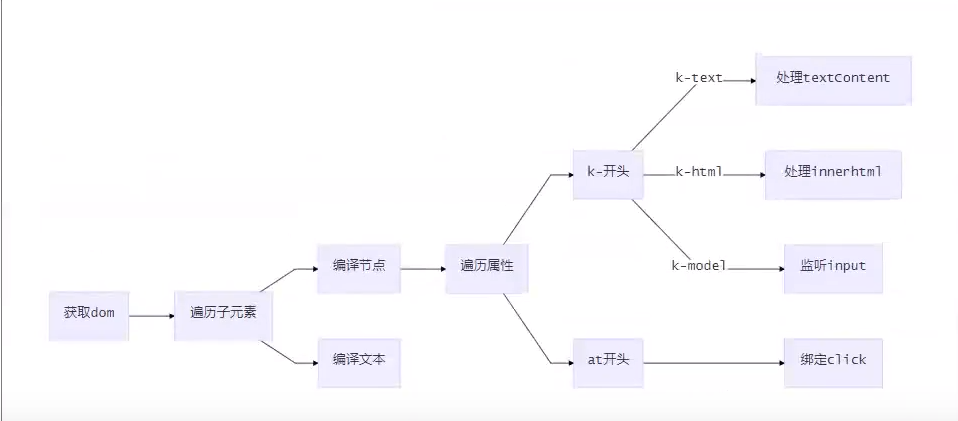 k-text
处理textContent
k-开头
k-html
处理innerhtml
编译节点
遍历属性
k-model
监听input
获取dom
遍历子元素
编译文本
at开头
绑定click